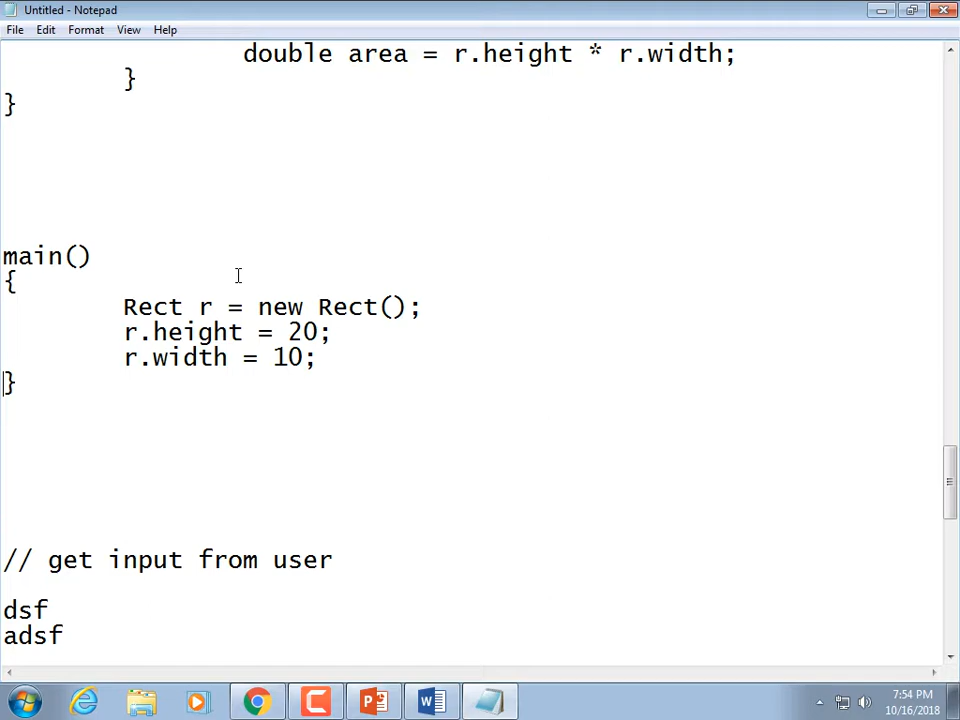 Untitled - Notepad
File Edit Format View Help
double area = r.height * r.width;
}
}
main()
{
Rect r = new Rect();
r.height = 20;
r.width = 10;
}
// get input from user
dsf
adsf
7:54 PM
10/16/2018